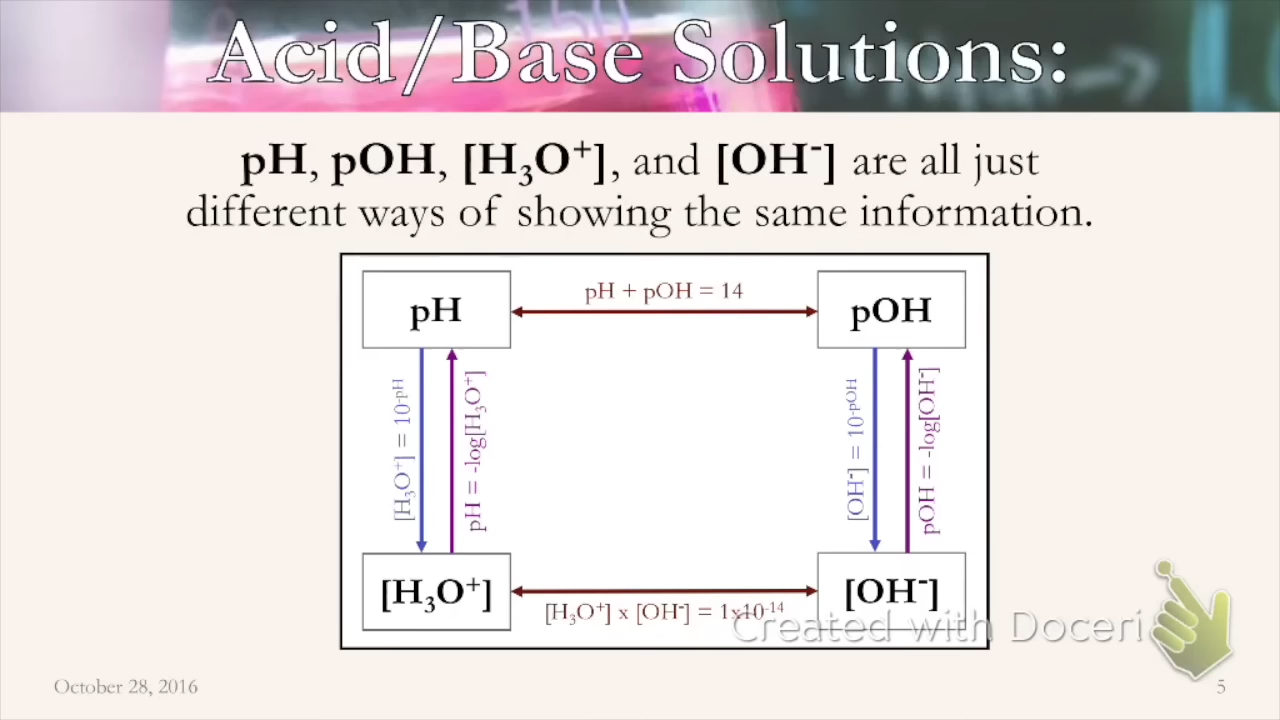 Acid/Base Solutions:
pH, pOH, [H₃O⁺], and [OH⁻] are all just
different ways of showing the same information.
pH
pH + pOH = 14
pOH
[H₃O⁺] = 10⁻ᵖᴴ
pH = -log[H₃O⁺]
[OH⁻] = 10⁻ᵖᴼᴴ
pOH = -log[OH⁻]
[H₃O⁺]
[H₃O⁺] x [OH⁻] = 1x10⁻¹⁴
[OH⁻]
Created with Doceri
October 28, 2016
5